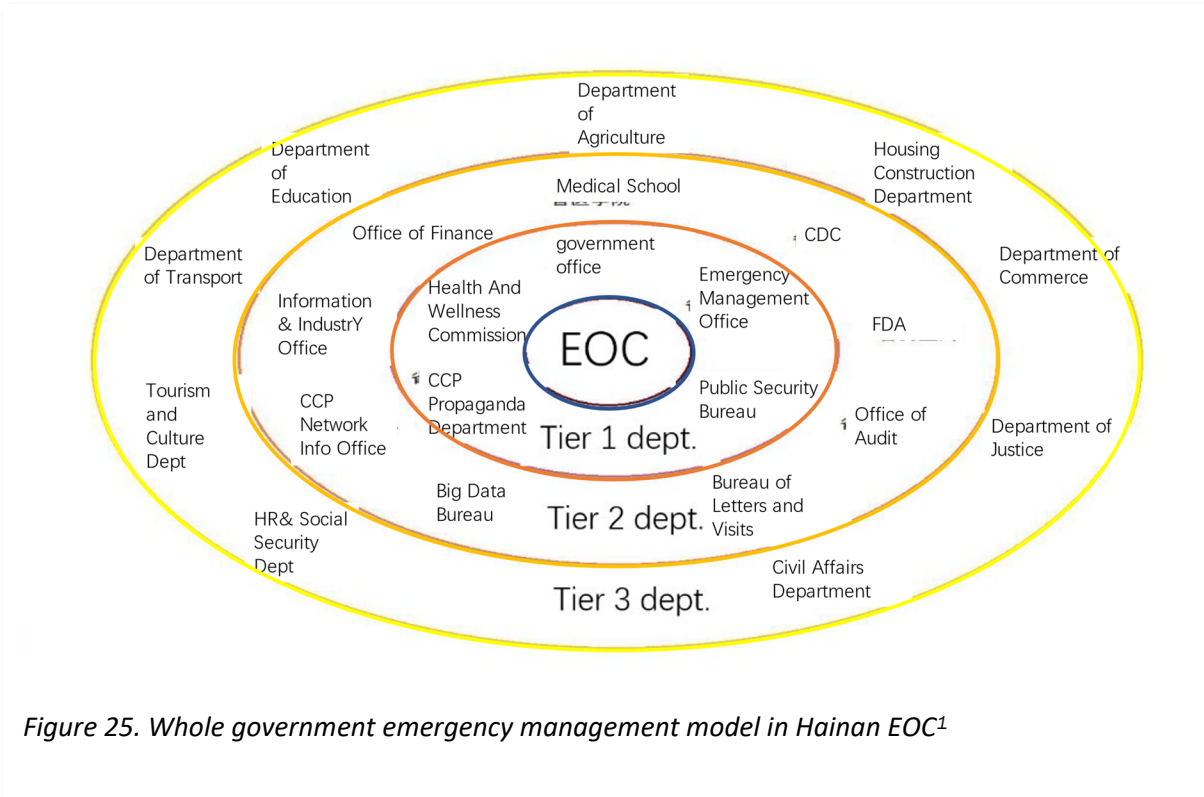 Department
of
Agriculture
Department
of
Education
Housing
Construction
Department
Medical School
Office of Finance
CDC
government
office
Department
of Transport
Department of
Commerce
Emergency
Management
Office
Health And
Wellness
Commission
Information
& IndustrY
Office
FDA
EOC
CCP
Propaganda
Department
Public Security
Bureau
Tourism
and
Culture
Dept
CCP
Network
Info Office
Office of
Audit
Department of
Justice
Tier 1 dept.
Big Data
Bureau
Bureau of
Letters and
Visits
Tier 2 dept.
HR& Social
Security
Dept
Civil Affairs
Department
Tier 3 dept.
Figure 25. Whole government emergency management model in Hainan EOC1